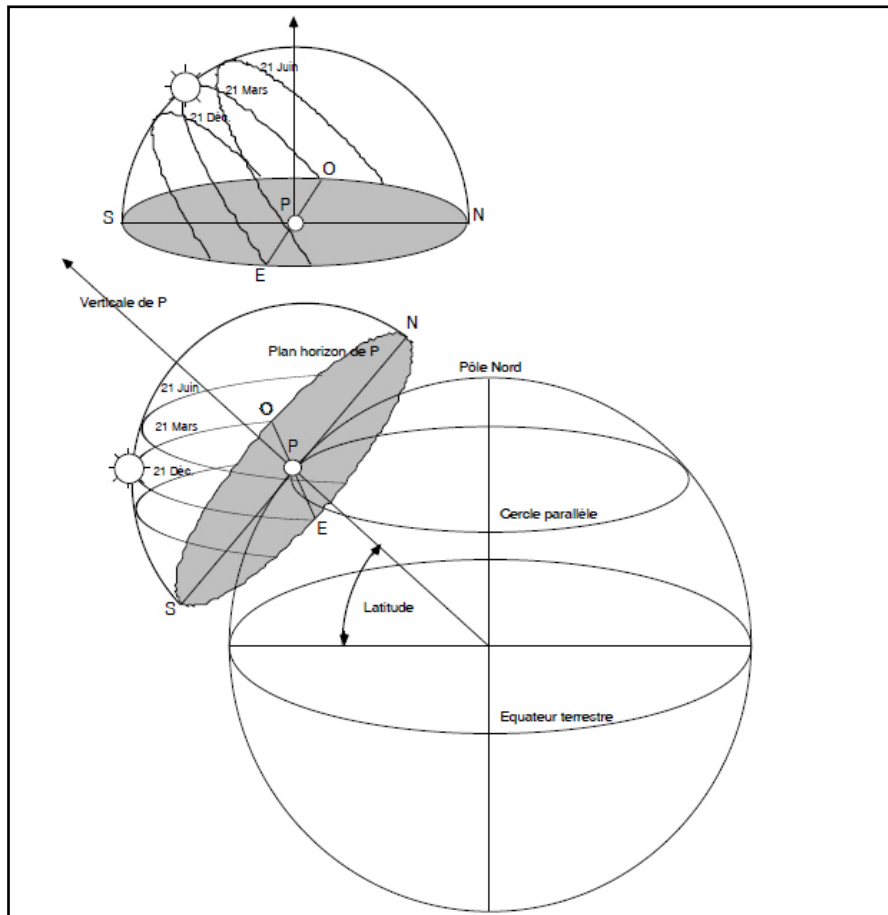 21 Juin
21 Mars
21 Déc.
O
S
P
N
E
Verticale de P
N
Plan horizon de P
Pôle Nord
21 Juin
O
21 Mars
P
21 Déc.
Cercle parallèle
E
S
Latitude
Equateur terrestre